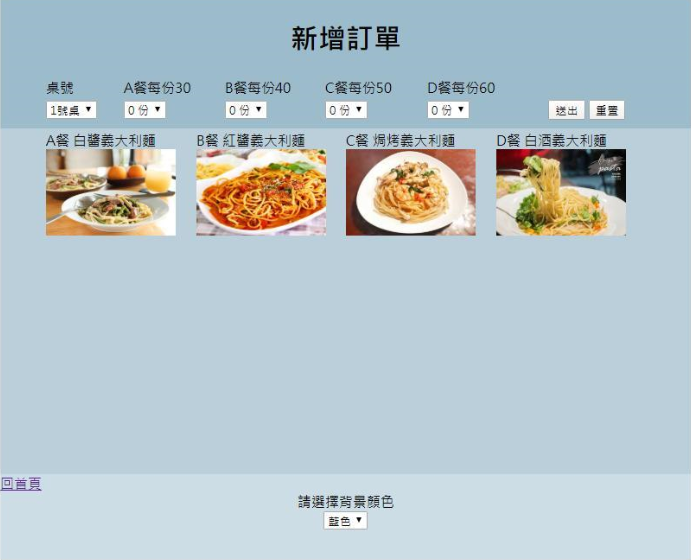 新增訂單
桌號 A餐每份30 B餐每份40 C餐每份50 D餐每份60
1號桌 0 份 0 份 0 份 0 份 送出 重置
A餐 白醬義大利麵 B餐 紅醬義大利麵 C餐 焗烤義大利麵 D餐 白酒義大利麵
pasta
回首頁
請選擇背景顏色
藍色